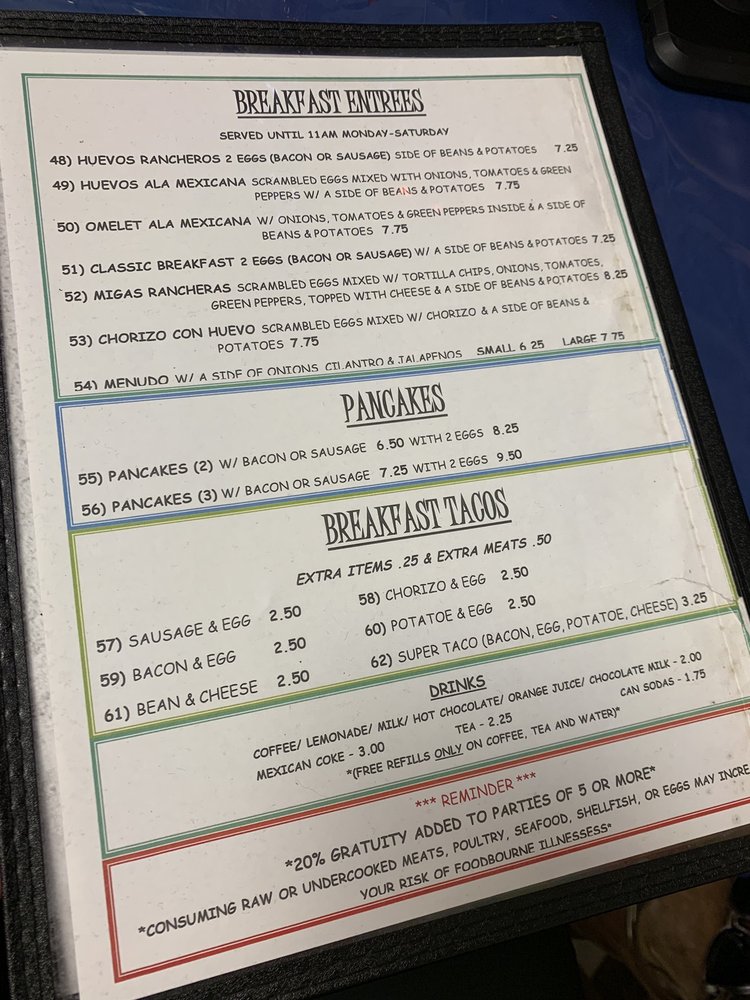 BREAKFAST ENTREES
SERVED UNTIL 11AM MONDAY-SATURDAY
48) HUEVOS RANCHEROS 2 EGGS (BACON OR SAUSAGE) SIDE OF BEANS & POTATOES 7.25
49) HUEVOS ALA MEXICANA SCRAMBLED EGGS MIXED WITH ONIONS, TOMATOES & GREEN
PEPPERS W/ A SIDE OF BEANS & POTATOES 7.75
50) OMELET ALA MEXICANA W/ ONIONS, TOMATOES & GREEN PEPPERS INSIDE & A SIDE OF
BEANS & POTATOES 7.75
51) CLASSIC BREAKFAST 2 EGGS (BACON OR SAUSAGE) W/ A SIDE OF BEANS & POTATOES 7.25
52) MIGAS RANCHERAS SCRAMBLED EGGS MIXED W/ TORTILLA CHIPS, ONIONS, TOMATOES,
GREEN PEPPERS, TOPPED WITH CHEESE & A SIDE OF BEANS & POTATOES 8.25
53) CHORIZO CON HUEVO SCRAMBLED EGGS MIXED W/ CHORIZO & A SIDE OF BEANS &
POTATOES 7.75
54) MENUDO W/ A SIDE OF ONIONS, CILANTRO & JALAPENOS SMALL 6.25 LARGE 7.75
PANCAKES
55) PANCAKES (2) W/ BACON OR SAUSAGE 6.50 WITH 2 EGGS 8.25
56) PANCAKES (3) W/ BACON OR SAUSAGE 7.25 WITH 2 EGGS 9.50
BREAKFAST TACOS
EXTRA ITEMS .25 & EXTRA MEATS .50
57) SAUSAGE & EGG 2.50 58) CHORIZO & EGG 2.50
59) BACON & EGG 2.50 60) POTATOE & EGG 2.50
61) BEAN & CHEESE 2.50 62) SUPER TACO (BACON, EGG, POTATOE, CHEESE) 3.25
DRINKS
COFFEE/ LEMONADE/ MILK/ HOT CHOCOLATE/ ORANGE JUICE/ CHOCOLATE MILK - 2.00
MEXICAN COKE - 3.00 TEA - 2.25 CAN SODAS - 1.75
*(FREE REFILLS ONLY ON COFFEE, TEA AND WATER)*
*** REMINDER ***
*20% GRATUITY ADDED TO PARTIES OF 5 OR MORE*
*CONSUMING RAW OR UNDERCOOKED MEATS, POULTRY, SEAFOOD, SHELLFISH, OR EGGS MAY INCRE
YOUR RISK OF FOODBOURNE ILLNESSESS*